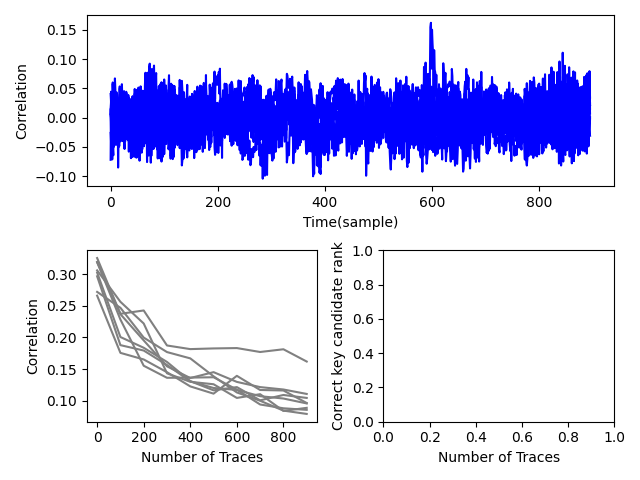 0.15
0.10
0.05
0.00
−0.05
−0.10
Correlation
0 200 400 600 800
Time(sample)
0.30
0.25
0.20
0.15
0.10
Correlation
0 200 400 600 800
Number of Traces
1.0
0.8
0.6
0.4
0.2
0.0
Correct key candidate rank
0.0 0.2 0.4 0.6 0.8 1.0
Number of Traces